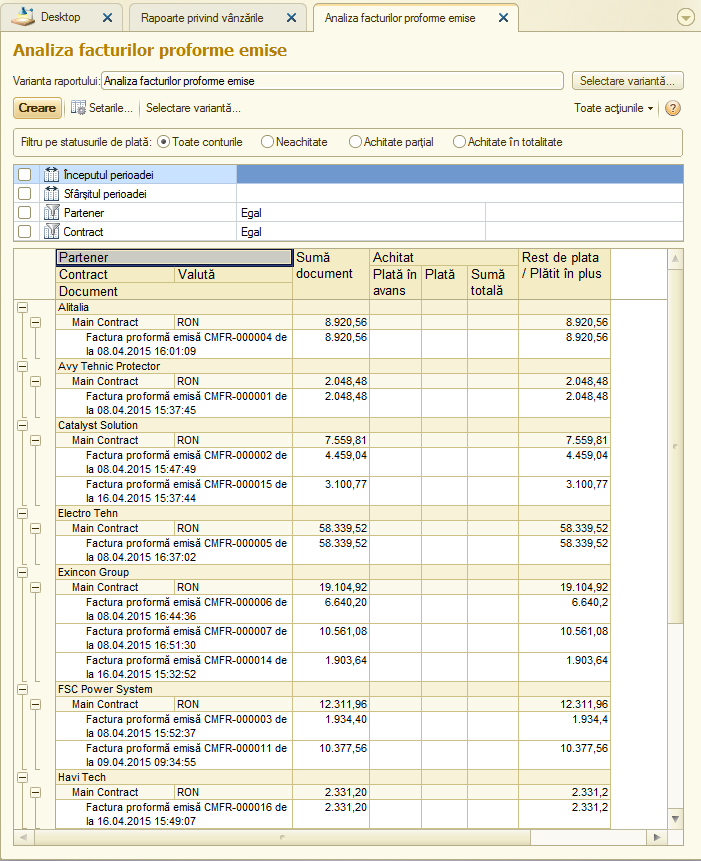 Desktop
Rapoarte privind vânzările
Analiza facturilor proforme emise
Analiza facturilor proforme emise
Varianta raportului: Analiza facturilor proforme emise Selectare variantă...
Creare Setările... Selectare variantă... Toate acțiunile
Filtru pe statusurile de plată: Toate conturile Neachitate Achitate parțial Achitate în totalitate
Începutul perioadei
Sfârșitul perioadei
Partener Egal
Contract Egal
Partener Sumă document Achitat Rest de plata / Plătit în plus
Contract Valută Plată în avans Plată Sumă totală
Document
Alitalia
Main Contract RON 8.920,56 8.920,56
Factura proformă emisă CMFR-000004 de 8.920,56 8.920,56
la 08.04.2015 16:01:09
Avy Tehnic Protector
Main Contract RON 2.048,48 2.048,48
Factura proformă emisă CMFR-000001 de 2.048,48 2.048,48
la 08.04.2015 15:37:45
Catalyst Solution
Main Contract RON 7.559,81 7.559,81
Factura proformă emisă CMFR-000002 de 4.459,04 4.459,04
la 08.04.2015 15:47:49
Factura proformă emisă CMFR-000015 de 3.100,77 3.100,77
la 16.04.2015 15:37:44
Electro Tehn
Main Contract RON 58.339,52 58.339,52
Factura proformă emisă CMFR-000005 de 58.339,52 58.339,52
la 08.04.2015 16:37:02
Exincon Group
Main Contract RON 19.104,92 19.104,92
Factura proformă emisă CMFR-000006 de 6.640,20 6.640,2
la 08.04.2015 16:44:36
Factura proformă emisă CMFR-000007 de 10.561,08 10.561,08
la 08.04.2015 16:51:30
Factura proformă emisă CMFR-000014 de 1.903,64 1.903,64
la 16.04.2015 15:32:52
FSC Power System
Main Contract RON 12.311,96 12.311,96
Factura proformă emisă CMFR-000003 de 1.934,40 1.934,4
la 08.04.2015 15:52:37
Factura proformă emisă CMFR-000011 de 10.377,56 10.377,56
la 09.04.2015 09:34:55
Havi Tech
Main Contract RON 2.331,20 2.331,2
Factura proformă emisă CMFR-000016 de 2.331,20 2.331,2
la 16.04.2015 15:49:07